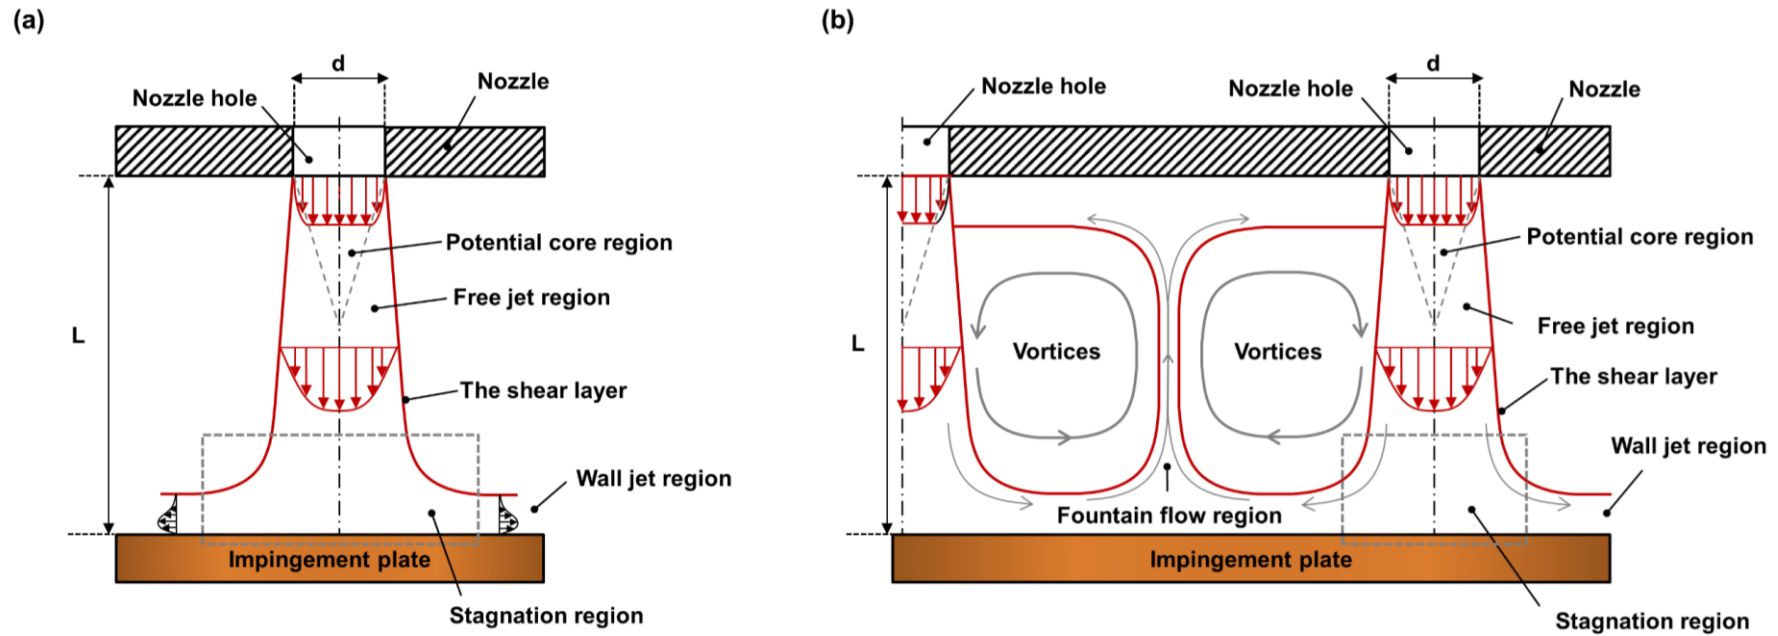 (a)
d
Nozzle hole
Nozzle
Potential core region
Free jet region
L
The shear layer
Wall jet region
Impingement plate
Stagnation region
(b)
d
Nozzle hole
Nozzle hole
Nozzle
Potential core region
Free jet region
L
Vortices
Vortices
The shear layer
Wall jet region
Fountain flow region
Impingement plate
Stagnation region